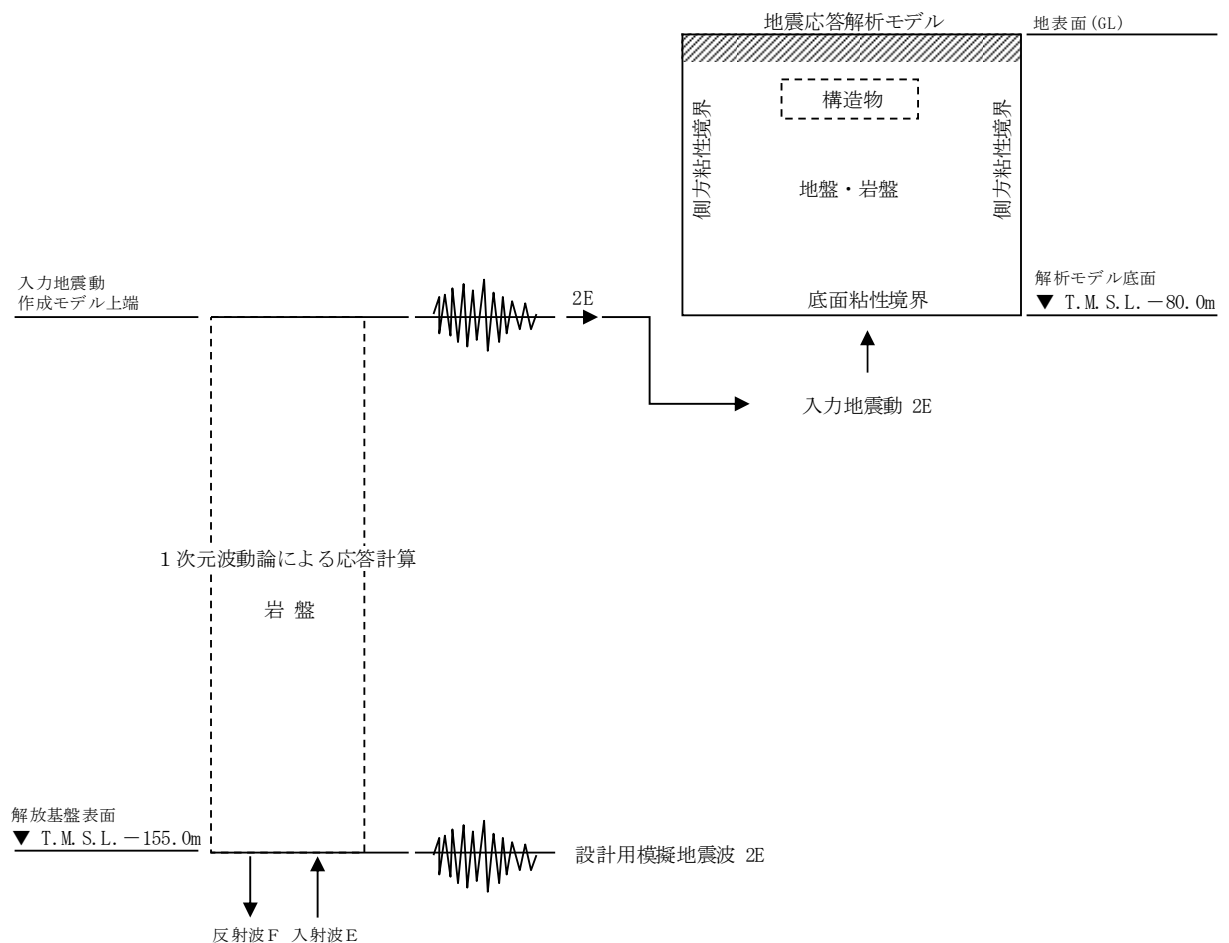 地震応答解析モデル
地表面(GL)
構造物
側方粘性境界
側方粘性境界
地盤・岩盤
解析モデル底面
▼ T.M.S.L.－80.0m
底面粘性境界
入力地震動
作成モデル上端
2E
入力地震動 2E
1次元波動論による応答計算
岩 盤
解放基盤表面
▼ T.M.S.L.－155.0m
設計用模擬地震波 2E
反射波F 入射波E